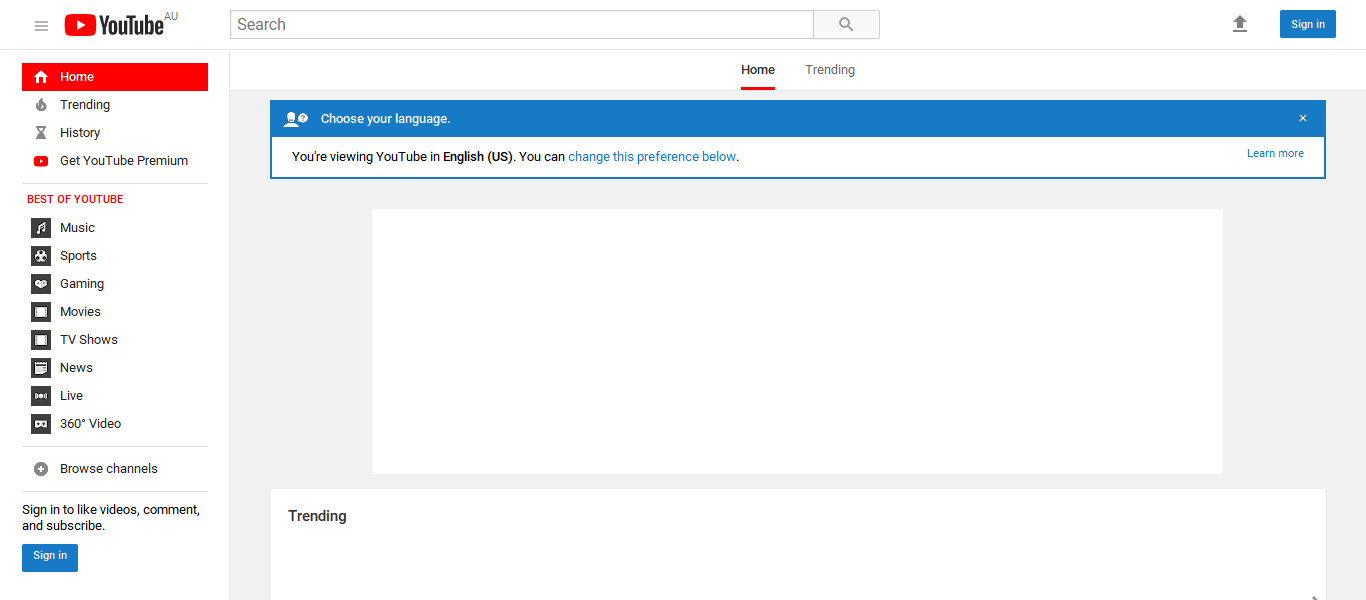 YouTube AU
Search
Sign in
Home
Trending
History
Get YouTube Premium
BEST OF YOUTUBE
Music
Sports
Gaming
Movies
TV Shows
News
Live
360° Video
Browse channels
Sign in to like videos, comment,
and subscribe.
Sign in
Home Trending
Choose your language. ×
You're viewing YouTube in English (US). You can change this preference below.
Learn more
Trending